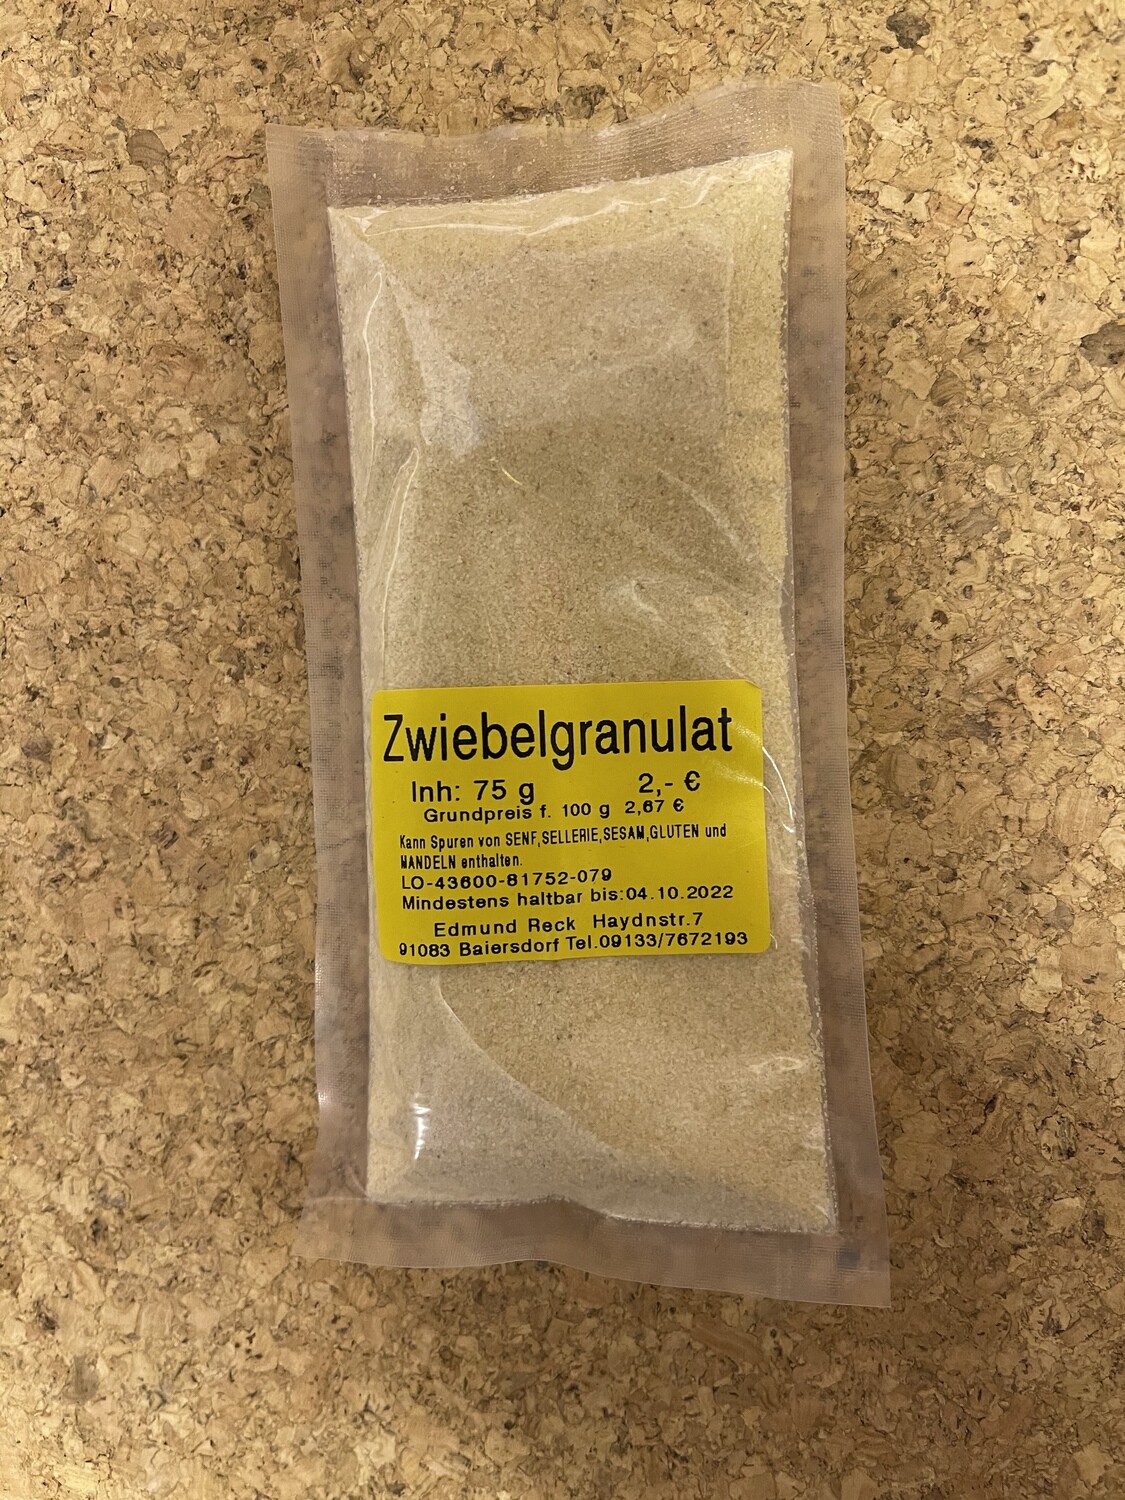 Zwiebelgranulat
Inh: 75 g 2,- €
Grundpreis f. 100 g 2,67 €
Kann Spuren von SENF,SELLERIE,SESAM,GLUTEN und
MANDELN enthalten.
LO-43600-81752-079
Mindestens haltbar bis:04.10.2022
Edmund Reck Haydnstr.7
91083 Baiersdorf Tel.09133/7672193